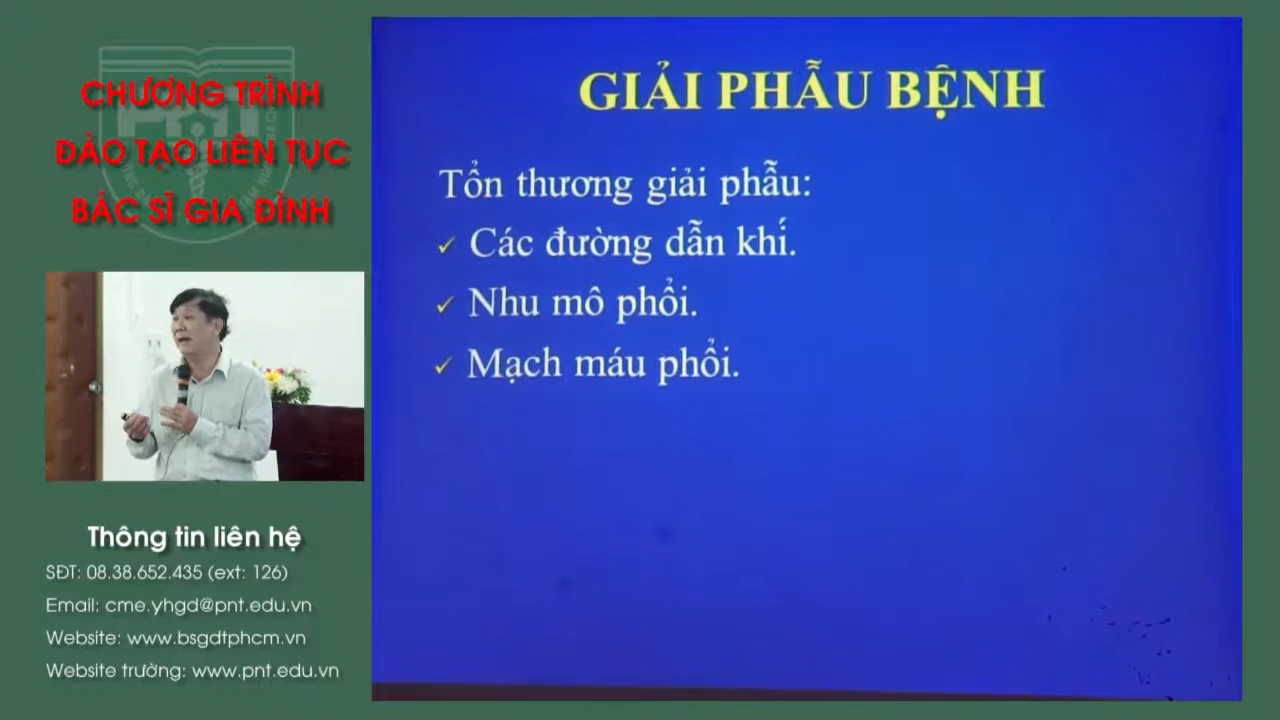 CHƯƠNG TRÌNH
ĐÀO TẠO LIÊN TỤC
BÁC SĨ GIA ĐÌNH
Thông tin liên hệ
SĐT: 08.38.652.435 (ext: 126)
Email: cme.yhgd@pnt.edu.vn
Website: www.bsgdtphcm.vn
Website trường: www.pnt.edu.vn
GIẢI PHẪU BỆNH
Tổn thương giải phẫu:
✓ Các đường dẫn khí.
✓ Nhu mô phổi.
✓ Mạch máu phổi.